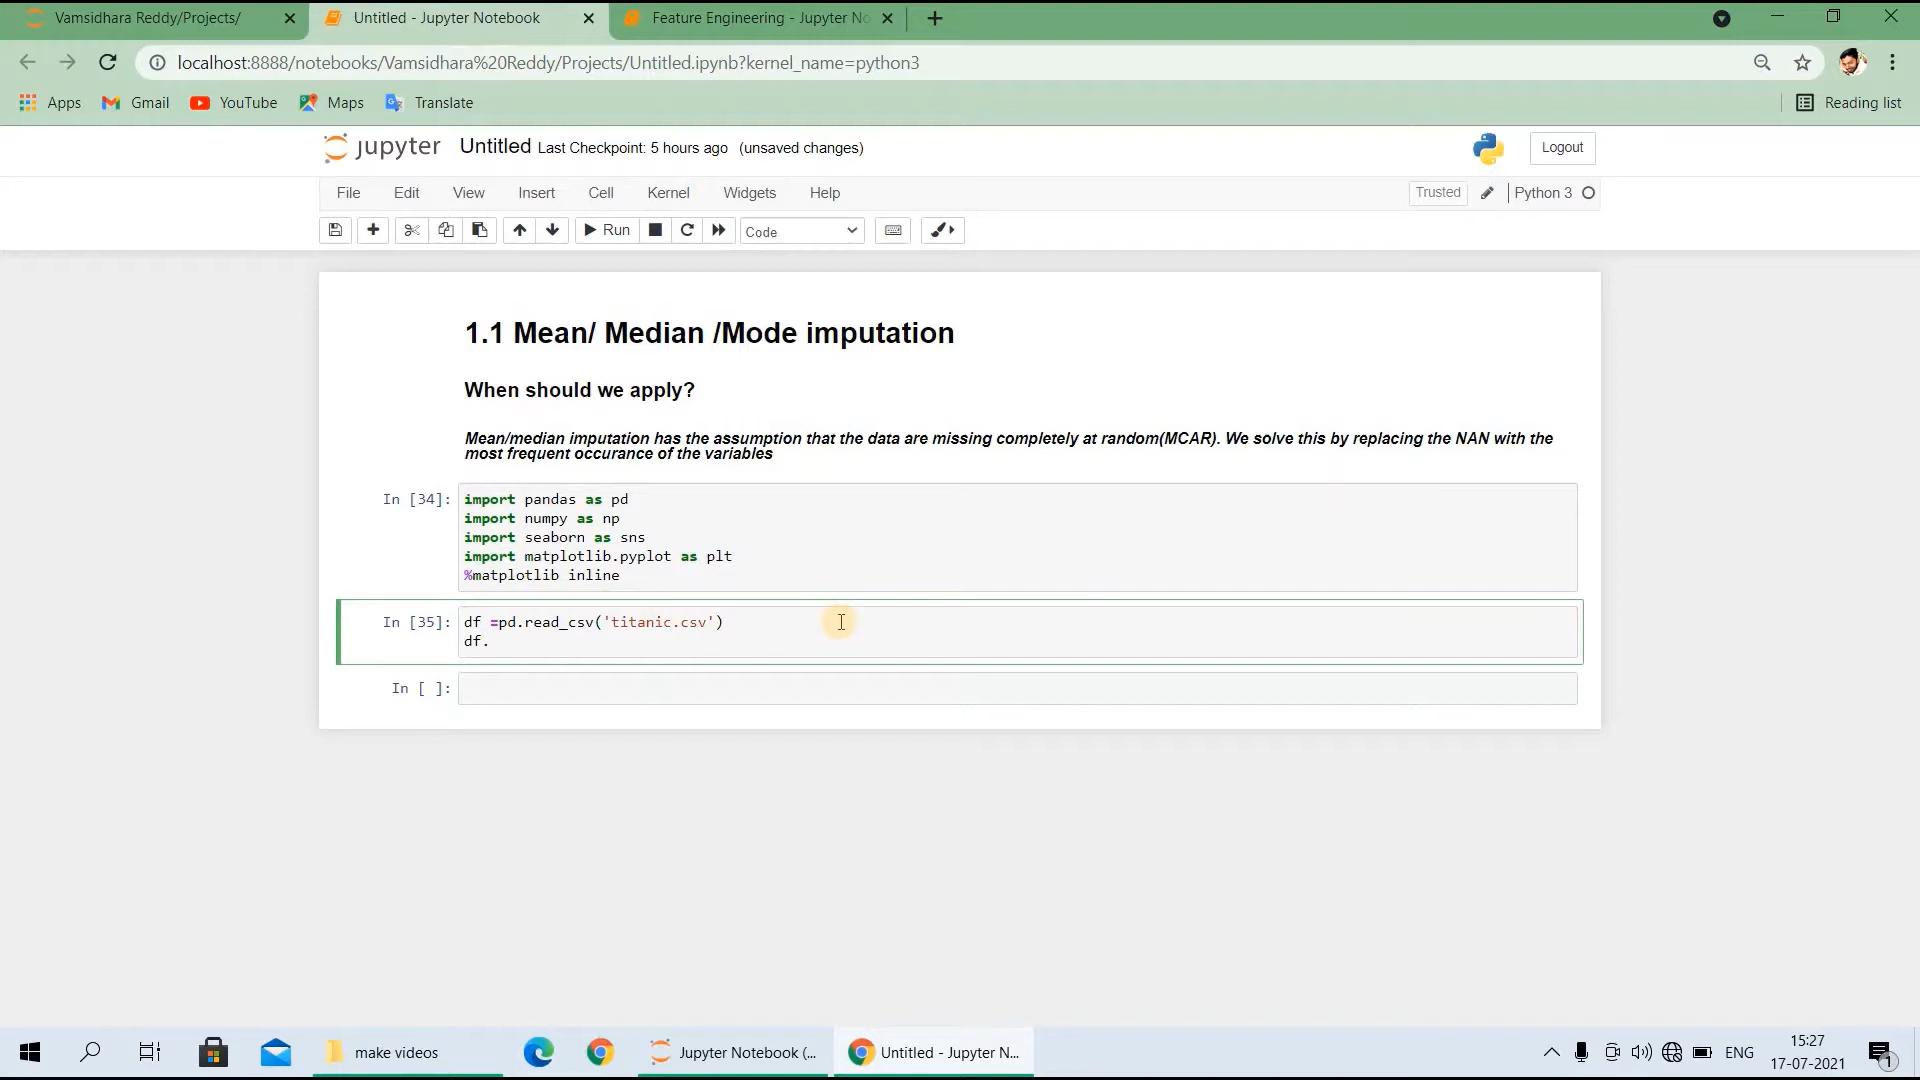 Vamsidhara Reddy/Projects/
Untitled - Jupyter Notebook
Feature Engineering - Jupyter No
localhost:8888/notebooks/Vamsidhara%20Reddy/Projects/Untitled.ipynb?kernel_name=python3
Apps Gmail YouTube Maps Translate Reading list
jupyter Untitled Last Checkpoint: 5 hours ago (unsaved changes) Logout
File Edit View Insert Cell Kernel Widgets Help Trusted Python 3
Run Code
1.1 Mean/ Median /Mode imputation
When should we apply?
Mean/median imputation has the assumption that the data are missing completely at random(MCAR). We solve this by replacing the NAN with the
most frequent occurance of the variables
In [34]: import pandas as pd
import numpy as np
import seaborn as sns
import matplotlib.pyplot as plt
%matplotlib inline
In [35]: df =pd.read_csv('titanic.csv')
df.
In [ ]:
make videos Jupyter Notebook (... Untitled - Jupyter N... ENG 15:27
17-07-2021
1